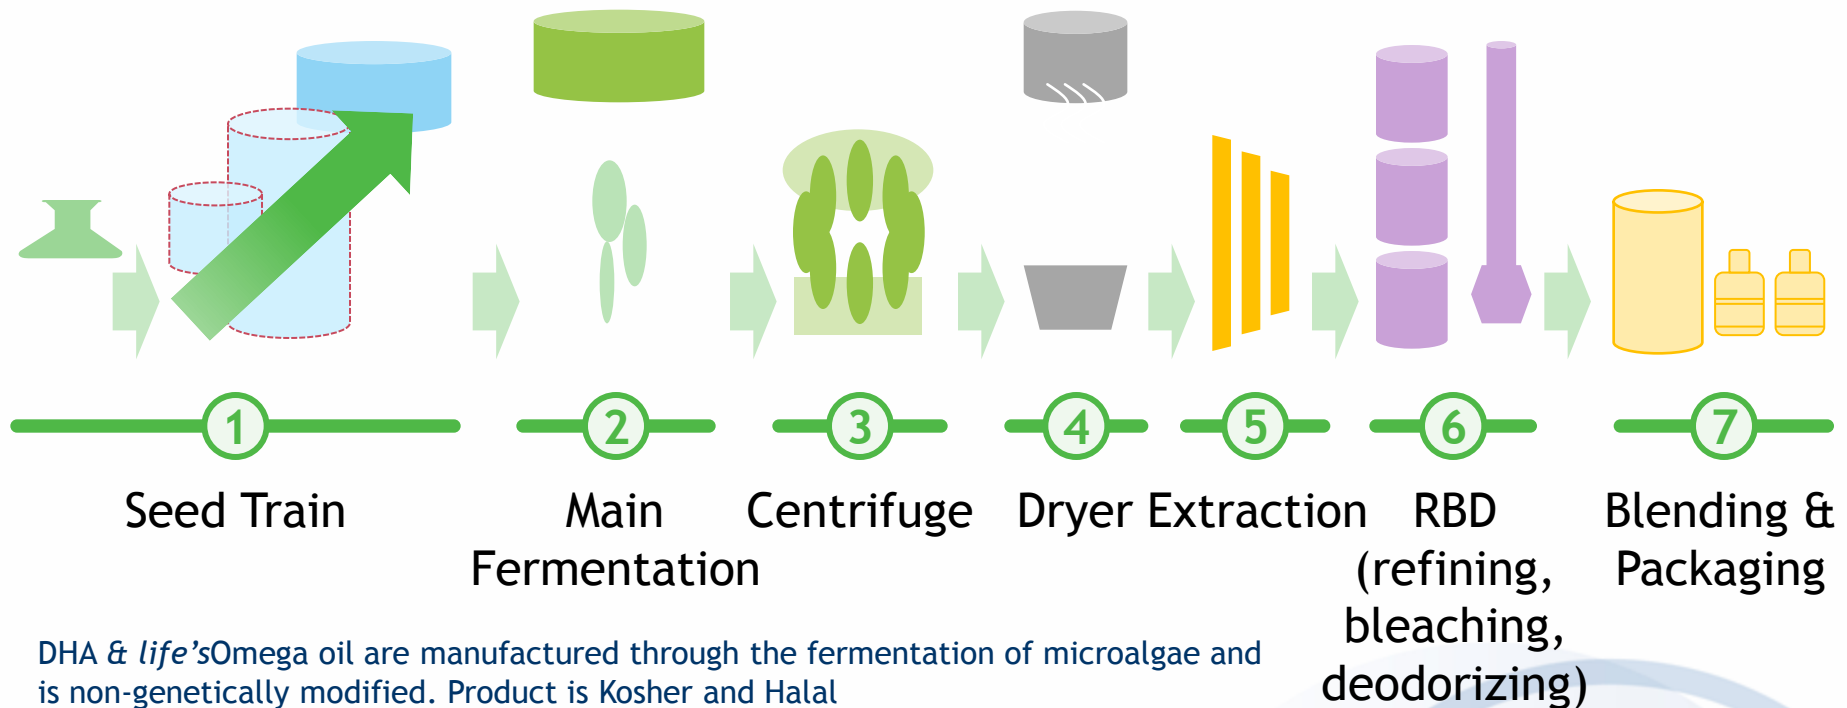 1
2
3
4
5
6
7
Seed Train
Main
Fermentation
Centrifuge
Dryer
Extraction
RBD
(refining,
bleaching,
deodorizing)
Blending &
Packaging
DHA & life’sOmega oil are manufactured through the fermentation of microalgae and
is non-genetically modified. Product is Kosher and Halal